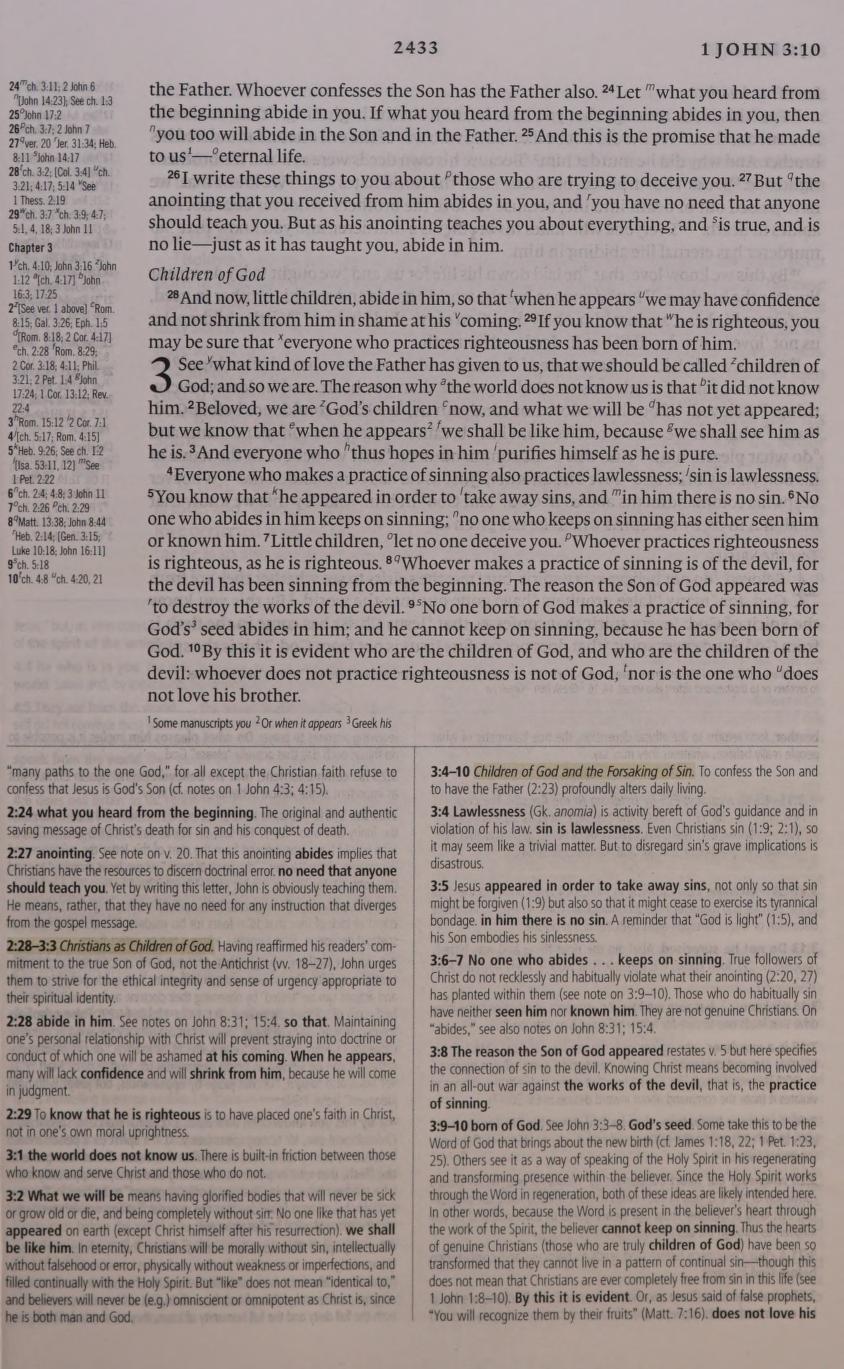 2433
1 JOHN 3:10
24 m ch. 3:11; 2 John 6
n [John 14:23]; See ch. 1:3
25 o John 17:2
26 p ch. 3:7; 2 John 7
27 q ver. 20 r Jer. 31:34; Heb.
8:11 s John 14:17
28 t ch. 3:2; [Col. 3:4] u ch.
3:21; 4:17; 5:14 v See
1 Thess. 2:19
29 w ch. 3:7 x ch. 3:9; 4:7;
5:1, 4, 18; 3 John 11
Chapter 3
1 y ch. 4:10; John 3:16 z John
1:12 a [ch. 4:17] b John
16:3; 17:25
2 z [See ver. 1 above] c Rom.
8:15; Gal. 3:26; Eph. 1:5
d [Rom. 8:18; 2 Cor. 4:17]
e ch. 2:28 f Rom. 8:29;
2 Cor. 3:18; 4:11; Phil.
3:21; 2 Pet. 1:4 g John
17:24; 1 Cor. 13:12; Rev.
22:4
3 h Rom. 15:12 i 2 Cor. 7:1
4 j [ch. 5:17; Rom. 4:15]
5 k Heb. 9:26; See ch. 1:2
l [Isa. 53:11, 12] m See
1 Pet. 2:22
6 n ch. 2:4; 4:8; 3 John 11
7 o ch. 2:26 p ch. 2:29
8 q Matt. 13:38; John 8:44
r Heb. 2:14; [Gen. 3:15;
Luke 10:18; John 16:11]
9 s ch. 5:18
10 t ch. 4:8 u ch. 4:20, 21
the Father. Whoever confesses the Son has the Father also. 24 Let m what you heard from
the beginning abide in you. If what you heard from the beginning abides in you, then
n you too will abide in the Son and in the Father. 25 And this is the promise that he made
to us 1—o eternal life.
26 I write these things to you about p those who are trying to deceive you. 27 But q the
anointing that you received from him abides in you, and r you have no need that anyone
should teach you. But as his anointing teaches you about everything, and s is true, and is
no lie—just as it has taught you, abide in him.
Children of God
28 And now, little children, abide in him, so that t when he appears u we may have confidence
and not shrink from him in shame at his v coming. 29 If you know that w he is righteous, you
may be sure that x everyone who practices righteousness has been born of him.
3 See y what kind of love the Father has given to us, that we should be called z children of
God; and so we are. The reason why a the world does not know us is that b it did not know
him. 2 Beloved, we are z God's children c now, and what we will be d has not yet appeared;
but we know that e when he appears 2 f we shall be like him, because g we shall see him as
he is. 3 And everyone who h thus hopes in him i purifies himself as he is pure.
4 Everyone who makes a practice of sinning also practices lawlessness; j sin is lawlessness.
5 You know that k he appeared in order to l take away sins, and m in him there is no sin. 6 No
one who abides in him keeps on sinning; n no one who keeps on sinning has either seen him
or known him. 7 Little children, o let no one deceive you. p Whoever practices righteousness
is righteous, as he is righteous. 8 q Whoever makes a practice of sinning is of the devil, for
the devil has been sinning from the beginning. The reason the Son of God appeared was
r to destroy the works of the devil. 9 s No one born of God makes a practice of sinning, for
God's 3 seed abides in him; and he cannot keep on sinning, because he has been born of
God. 10 By this it is evident who are the children of God, and who are the children of the
devil: whoever does not practice righteousness is not of God, t nor is the one who u does
not love his brother.
1 Some manuscripts you 2 Or when it appears 3 Greek his
"many paths to the one God," for all except the Christian faith refuse to
confess that Jesus is God's Son (cf. notes on 1 John 4:3; 4:15).
2:24 what you heard from the beginning. The original and authentic
saving message of Christ's death for sin and his conquest of death.
2:27 anointing. See note on v. 20. That this anointing abides implies that
Christians have the resources to discern doctrinal error. no need that anyone
should teach you. Yet by writing this letter, John is obviously teaching them.
He means, rather, that they have no need for any instruction that diverges
from the gospel message.
2:28–3:3 Christians as Children of God. Having reaffirmed his readers' com-
mitment to the true Son of God, not the Antichrist (vv. 18–27), John urges
them to strive for the ethical integrity and sense of urgency appropriate to
their spiritual identity.
2:28 abide in him. See notes on John 8:31; 15:4. so that. Maintaining
one's personal relationship with Christ will prevent straying into doctrine or
conduct of which one will be ashamed at his coming. When he appears,
many will lack confidence and will shrink from him, because he will come
in judgment.
2:29 To know that he is righteous is to have placed one's faith in Christ,
not in one's own moral uprightness.
3:1 the world does not know us. There is built-in friction between those
who know and serve Christ and those who do not.
3:2 What we will be means having glorified bodies that will never be sick
or grow old or die, and being completely without sin. No one like that has yet
appeared on earth (except Christ himself after his resurrection). we shall
be like him. In eternity, Christians will be morally without sin, intellectually
without falsehood or error, physically without weakness or imperfections, and
filled continually with the Holy Spirit. But "like" does not mean "identical to,"
and believers will never be (e.g.) omniscient or omnipotent as Christ is, since
he is both man and God.
3:4–10 Children of God and the Forsaking of Sin. To confess the Son and
to have the Father (2:23) profoundly alters daily living.
3:4 Lawlessness (Gk. anomia) is activity bereft of God's guidance and in
violation of his law. sin is lawlessness. Even Christians sin (1:9; 2:1), so
it may seem like a trivial matter. But to disregard sin's grave implications is
disastrous.
3:5 Jesus appeared in order to take away sins, not only so that sin
might be forgiven (1:9) but also so that it might cease to exercise its tyrannical
bondage. in him there is no sin. A reminder that "God is light" (1:5), and
his Son embodies his sinlessness.
3:6–7 No one who abides . . . keeps on sinning. True followers of
Christ do not recklessly and habitually violate what their anointing (2:20, 27)
has planted within them (see note on 3:9–10). Those who do habitually sin
have neither seen him nor known him. They are not genuine Christians. On
"abides," see also notes on John 8:31; 15:4.
3:8 The reason the Son of God appeared restates v. 5 but here specifies
the connection of sin to the devil. Knowing Christ means becoming involved
in an all-out war against the works of the devil, that is, the practice
of sinning.
3:9–10 born of God. See John 3:3–8. God's seed. Some take this to be the
Word of God that brings about the new birth (cf. James 1:18, 22; 1 Pet. 1:23,
25). Others see it as a way of speaking of the Holy Spirit in his regenerating
and transforming presence within the believer. Since the Holy Spirit works
through the Word in regeneration, both of these ideas are likely intended here.
In other words, because the Word is present in the believer's heart through
the work of the Spirit, the believer cannot keep on sinning. Thus the hearts
of genuine Christians (those who are truly children of God) have been so
transformed that they cannot live in a pattern of continual sin—though this
does not mean that Christians are ever completely free from sin in this life (see
1 John 1:8–10). By this it is evident. Or, as Jesus said of false prophets,
"You will recognize them by their fruits" (Matt. 7:16). does not love his